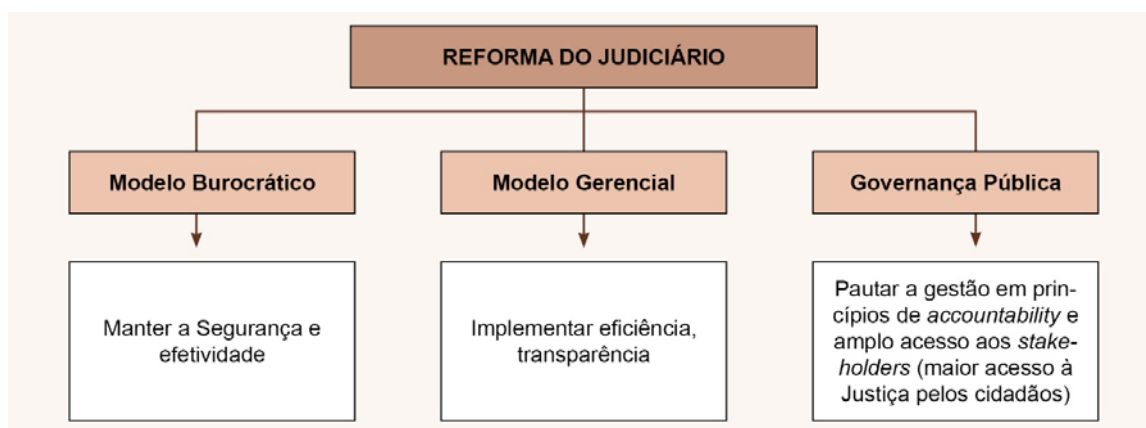 REFORMA DO JUDICIÁRIO
Modelo Burocrático
Modelo Gerencial
Governança Pública
Manter a Segurança e
efetividade
Implementar eficiência,
transparência
Pautar a gestão em prin-
cípios de accountability e
amplo acesso aos stake-
holders (maior acesso à
Justiça pelos cidadãos)